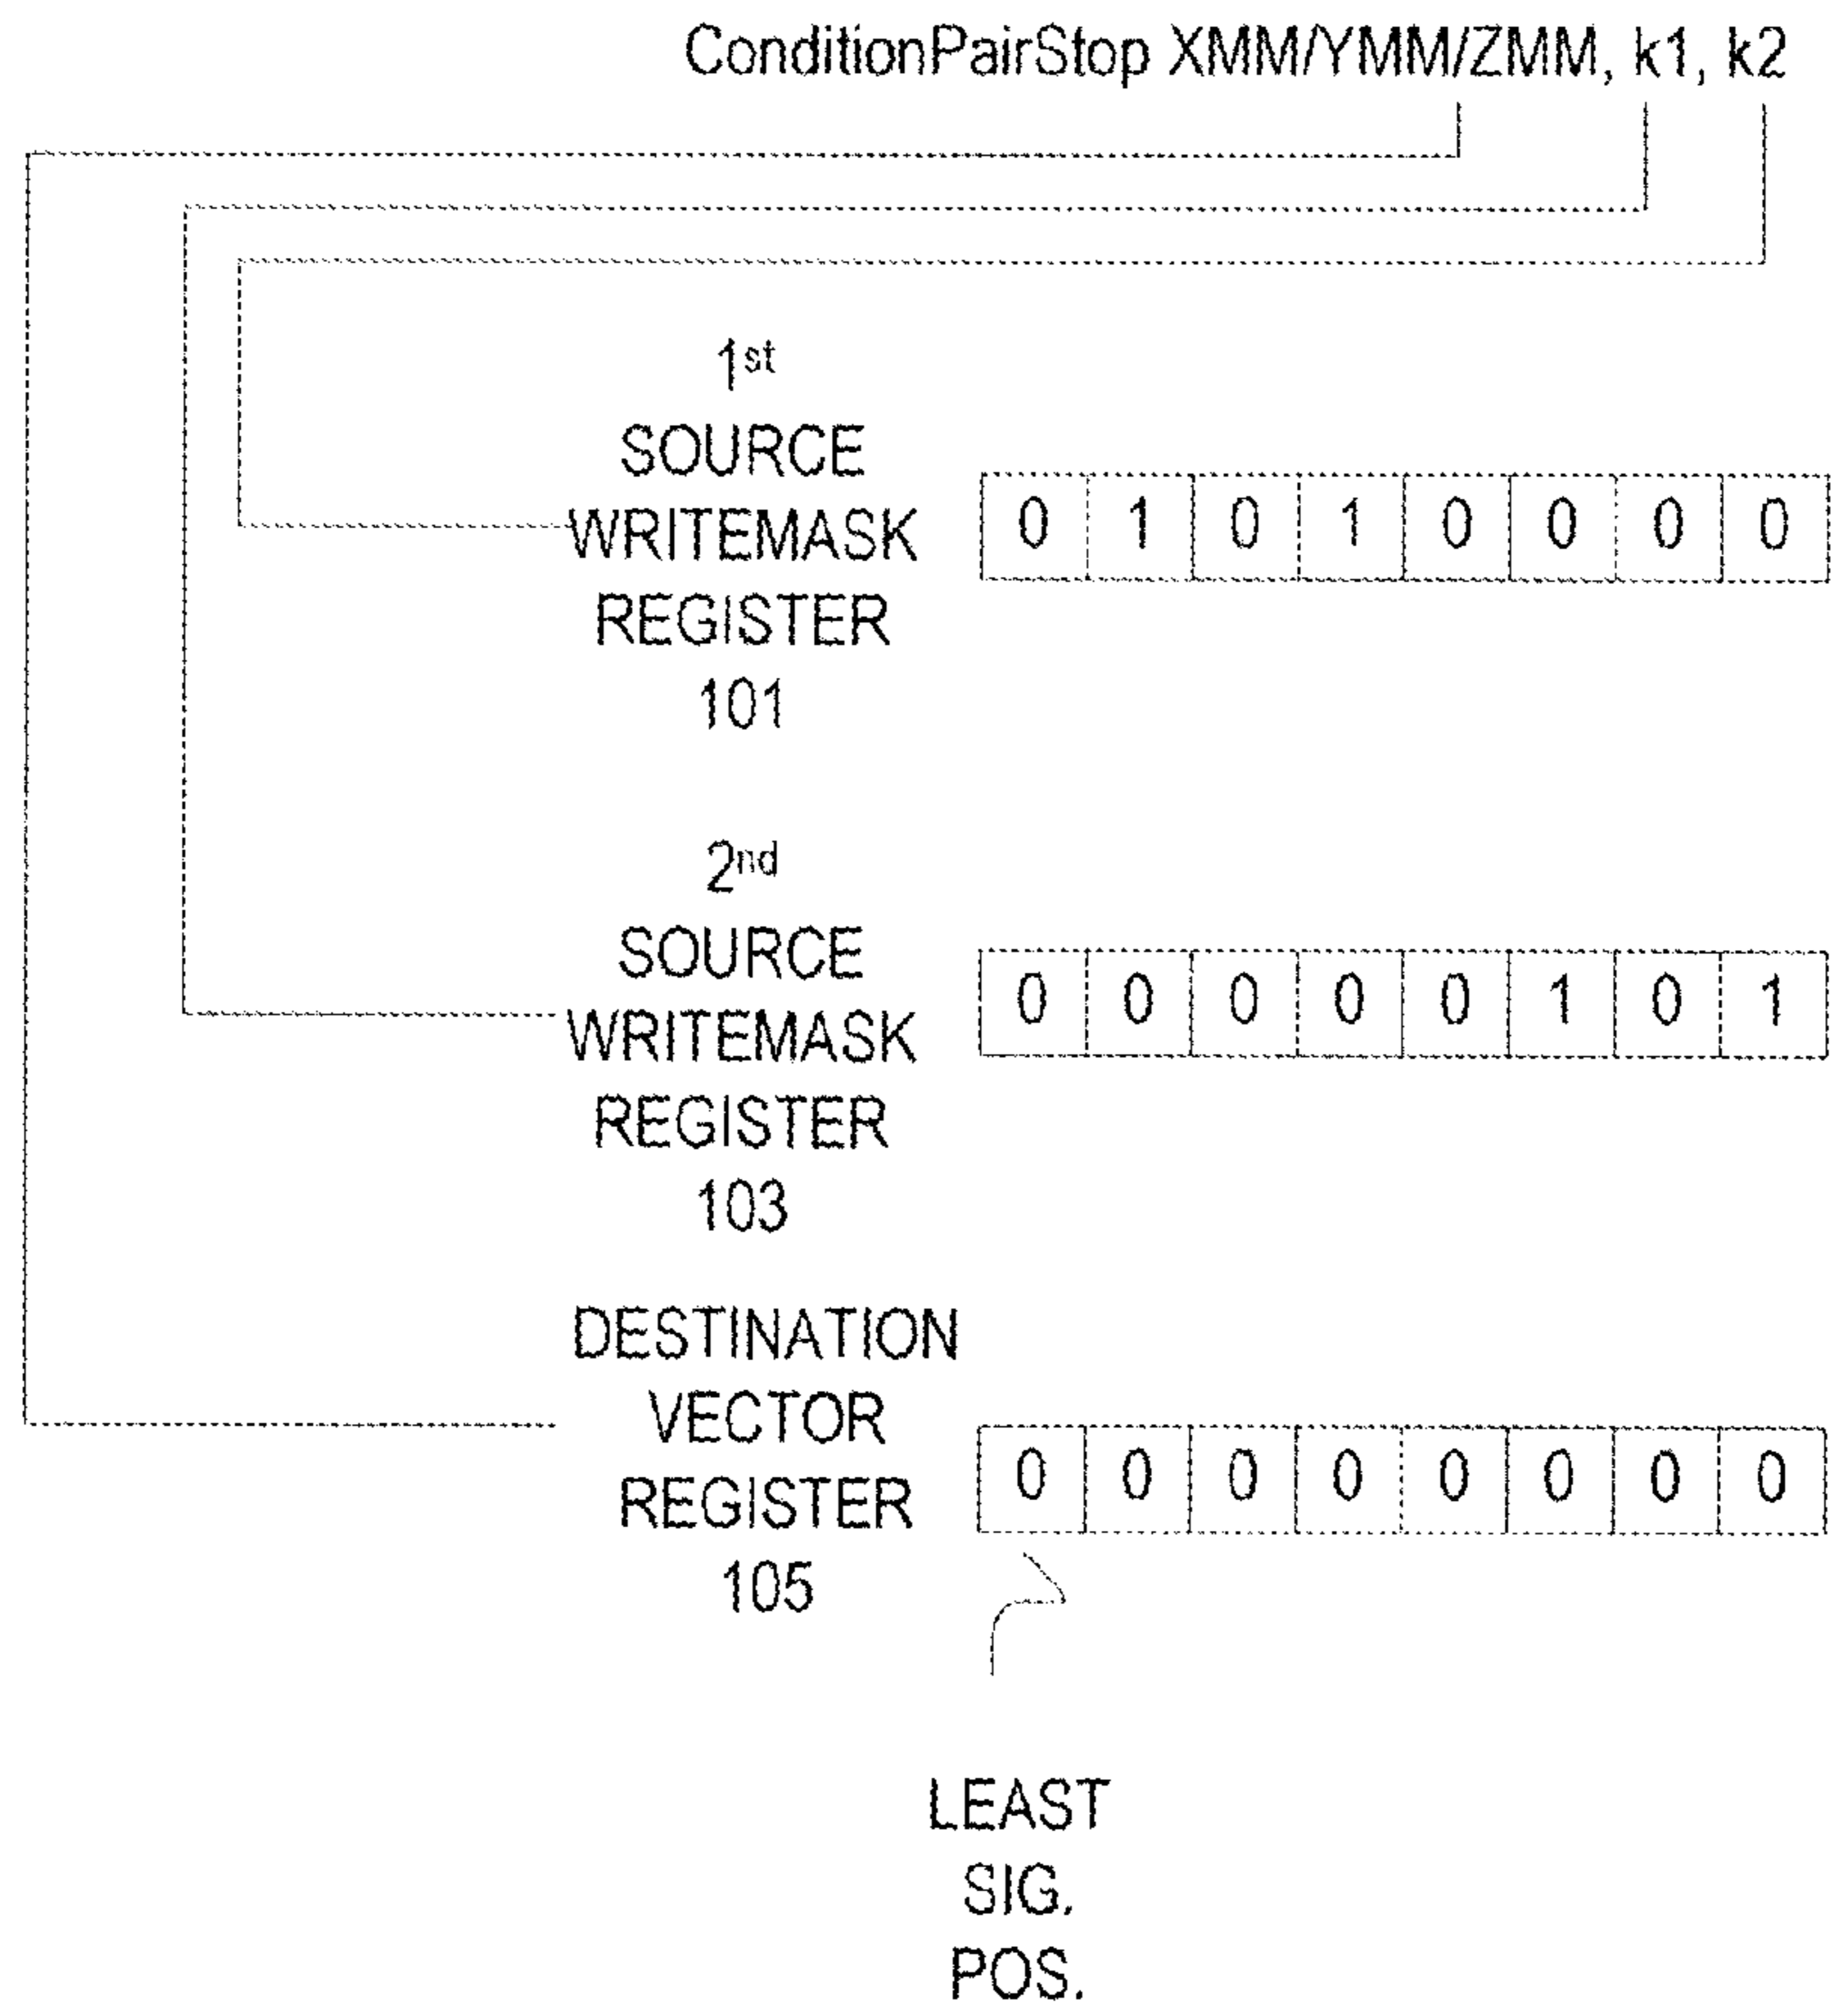 ConditionPairStop XMM/YMM/ZMM, k1, k2
1st
SOURCE
WRITEMASK
REGISTER
101
0 1 0 1 0 0 0 0
2nd
SOURCE
WRITEMASK
REGISTER
103
0 0 0 0 0 1 0 1
DESTINATION
VECTOR
REGISTER
105
0 0 0 0 0 0 0 0
LEAST
SIG.
POS.